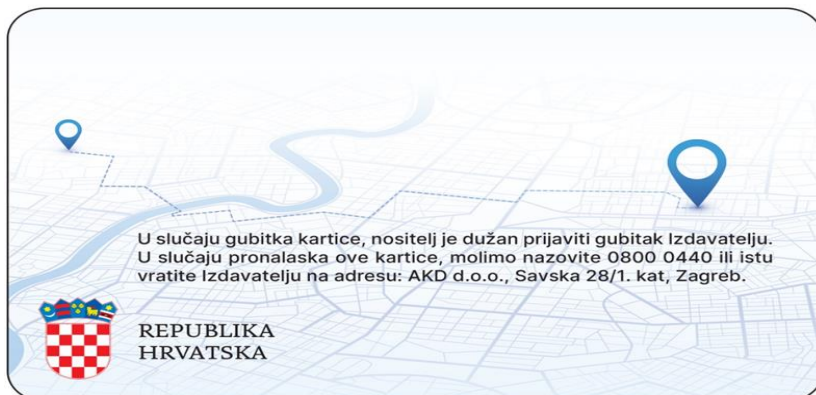 U slučaju gubitka kartice, nositelj je dužan prijaviti gubitak Izdavatelju.
U slučaju pronalaska ove kartice, molimo nazovite 0800 0440 ili istu
vratite Izdavatelju na adresu: AKD d.o.o., Savska 28/1. kat, Zagreb.
REPUBLIKA
HRVATSKA